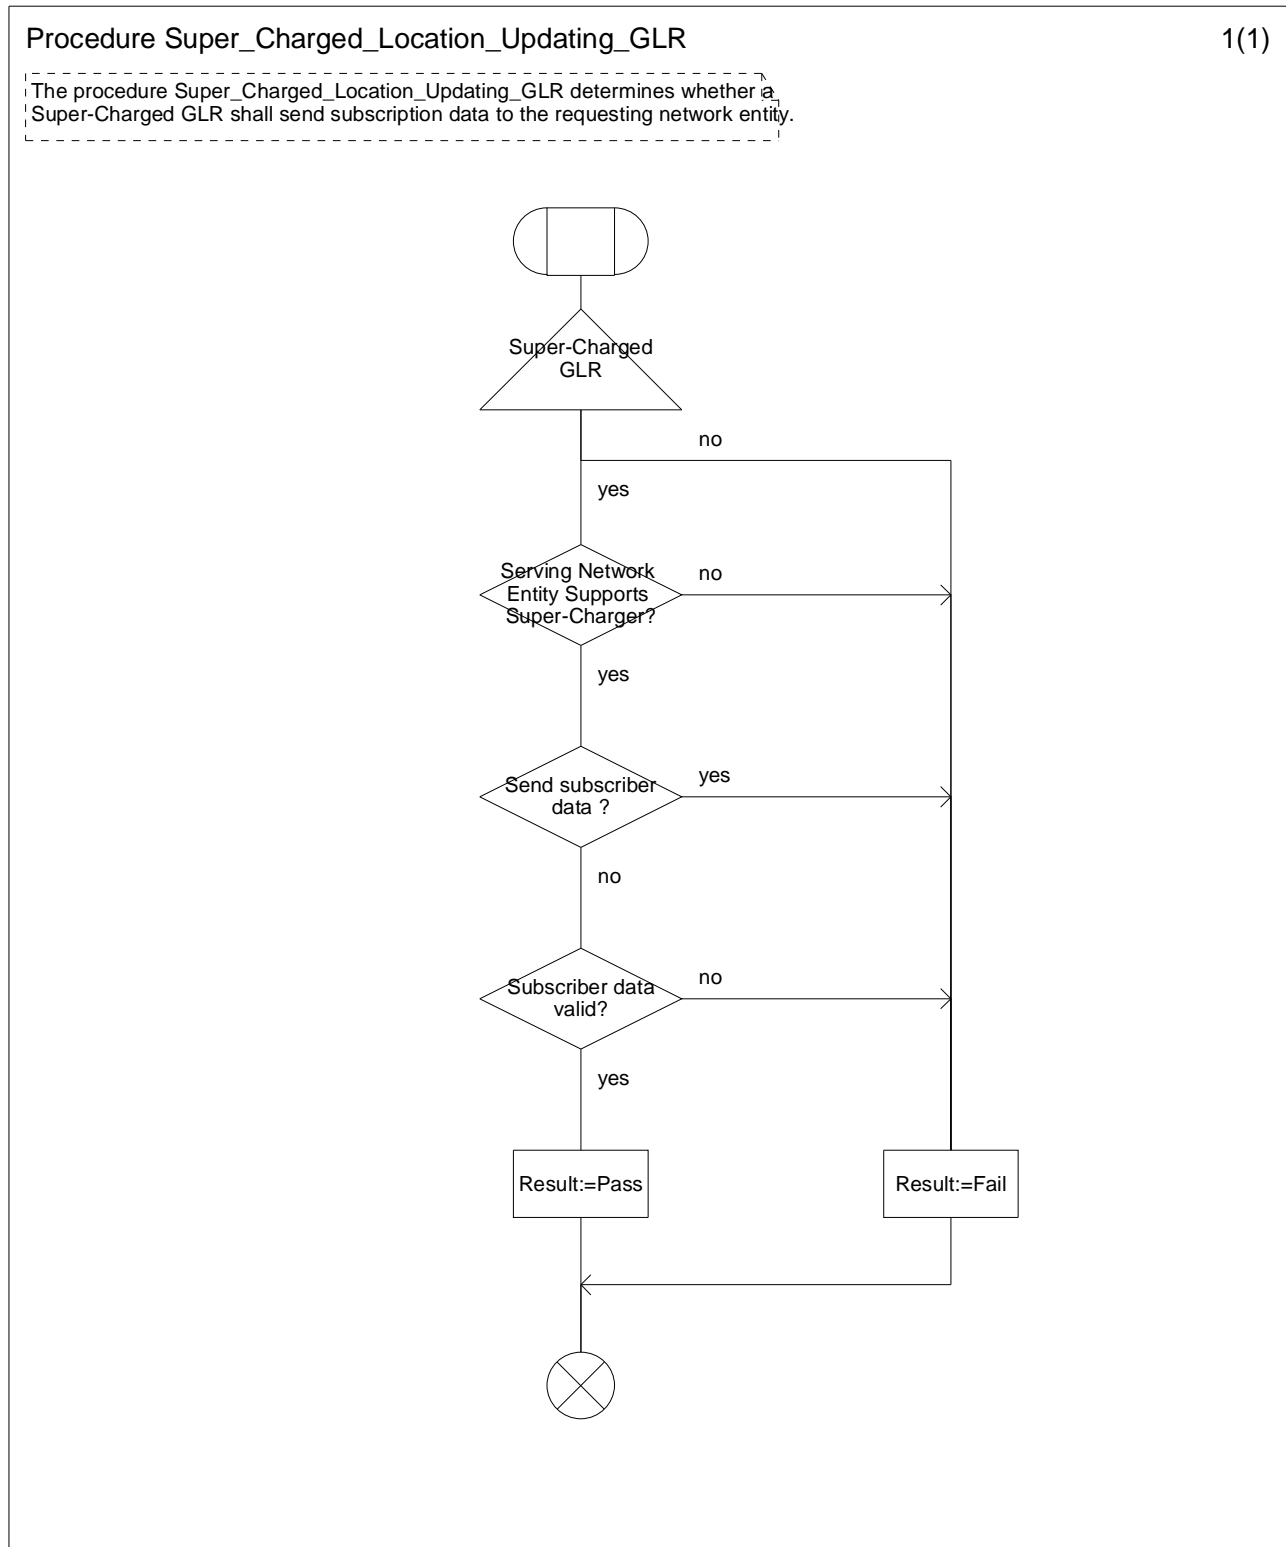 Procedure Super_Charged_Location_Updating_GLR
1(1)
The procedure Super_Charged_Location_Updating_GLR determines whether a
Super-Charged GLR shall send subscription data to the requesting network entity.
Super-Charged
GLR
no
yes
Serving Network
Entity Supports
Super-Charger?
no
yes
Send subscriber
data ?
yes
no
Subscriber data
valid?
no
yes
Result:=Pass
Result:=Fail